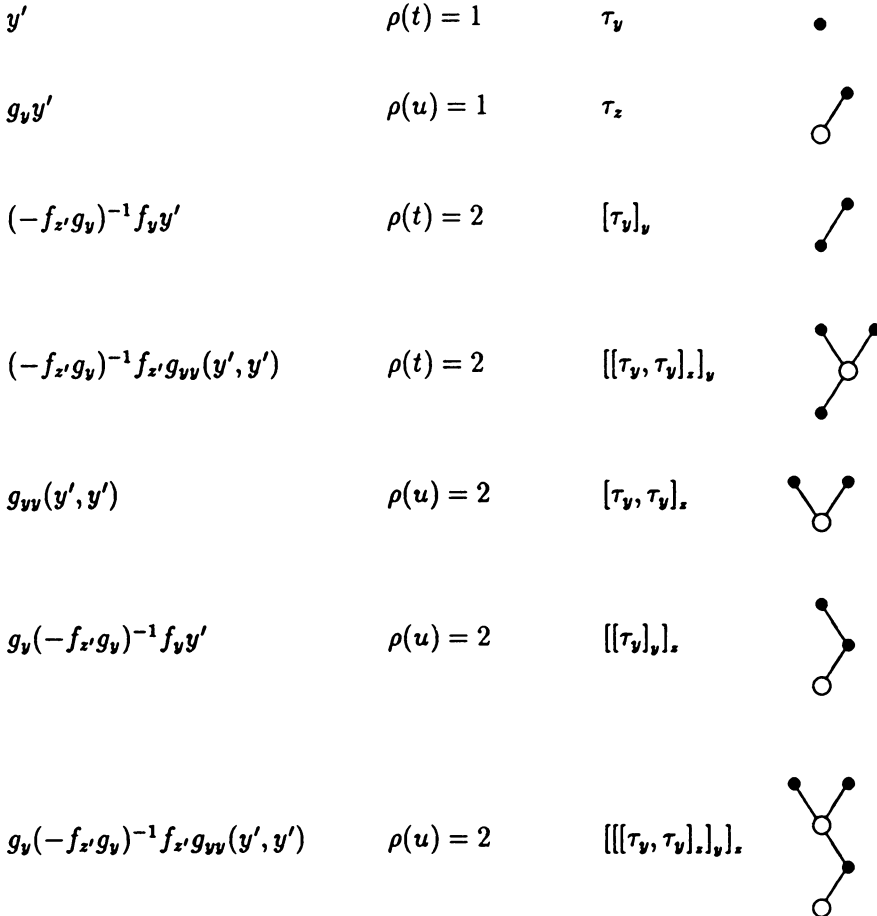 y′ ρ(t) = 1 τ_y
g_y y′ ρ(u) = 1 τ_z
(−f_{z′}g_y)^{−1} f_y y′ ρ(t) = 2 [τ_y]_y
(−f_{z′}g_y)^{−1} f_{z′} g_{yy}(y′, y′) ρ(t) = 2 [[τ_y, τ_y]_z]_y
g_{yy}(y′, y′) ρ(u) = 2 [τ_y, τ_y]_z
g_y(−f_{z′}g_y)^{−1} f_y y′ ρ(u) = 2 [[τ_y]_y]_z
g_y(−f_{z′}g_y)^{−1} f_{z′} g_{yy}(y′, y′) ρ(u) = 2 [[[τ_y, τ_y]_z]_y]_z